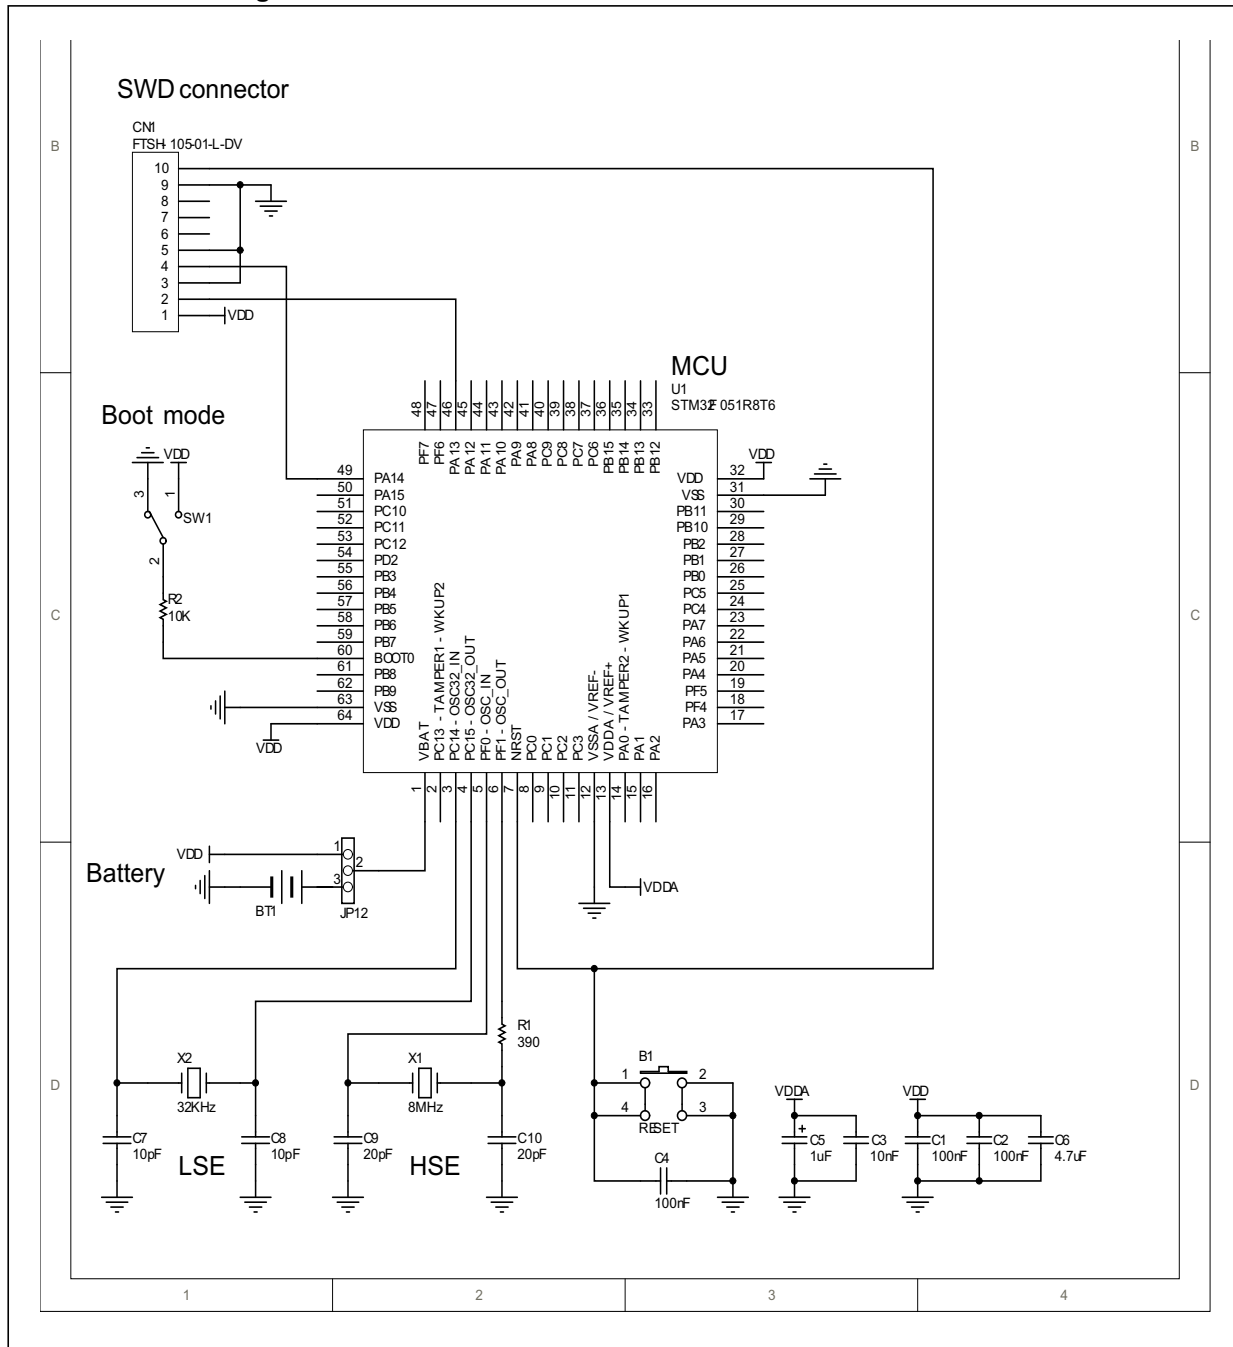 SWD connector
CN1
FTSH-105-01-L-DV
B
B
10
9
8
7
6
5
4
3
2
1
VDD
MCU
U1
STM32F051R8T6
Boot mode
VDD
3
1
SW1
2
R2
10K
48
47
46
45
44
43
42
41
40
39
38
37
36
35
34
33
PF7
PF6
PA13
PA12
PA11
PA10
PA9
PA8
PC9
PC8
PC7
PC6
PB15
PB14
PB13
PB12
49 PA14
50 PA15
51 PC10
52 PC11
53 PC12
54 PD2
55 PB3
56 PB4
57 PB5
58 PB6
59 PB7
60 BOOT0
61 PB8
62 PB9
63 VSS
64 VDD
VDD
VDD 32
VSS 31
PB11 30
PB10 29
PB2 28
PB1 27
PB0 26
PC5 25
PC4 24
PA7 23
PA6 22
PA5 21
PA4 20
PF5 19
PF4 18
PA3 17
VDD
C
C
VBAT
PC13 - TAMPER1 - WKUP2
PC14 - OSC32_IN
PC15 - OSC32_OUT
PF0 - OSC_IN
PF1 - OSC_OUT
NRST
PC0
PC1
PC2
PC3
VSSA / VREF-
VDDA / VREF+
PA0 - TAMPER2 - WKUP1
PA1
PA2
1
2
3
4
5
6
7
8
9
10
11
12
13
14
15
16
VDD
1
2
3
Battery
BT1
JP12
VDDA
R1
390
X2
32KHz
X1
8MHz
B1
1
2
4
3
RESET
D
D
C7
10pF
LSE
C8
10pF
C9
20pF
HSE
C10
20pF
C4
100nF
VDDA
+
C5
1uF
C3
10nF
VDD
C1
100nF
C2
100nF
C6
4.7uF
1
2
3
4